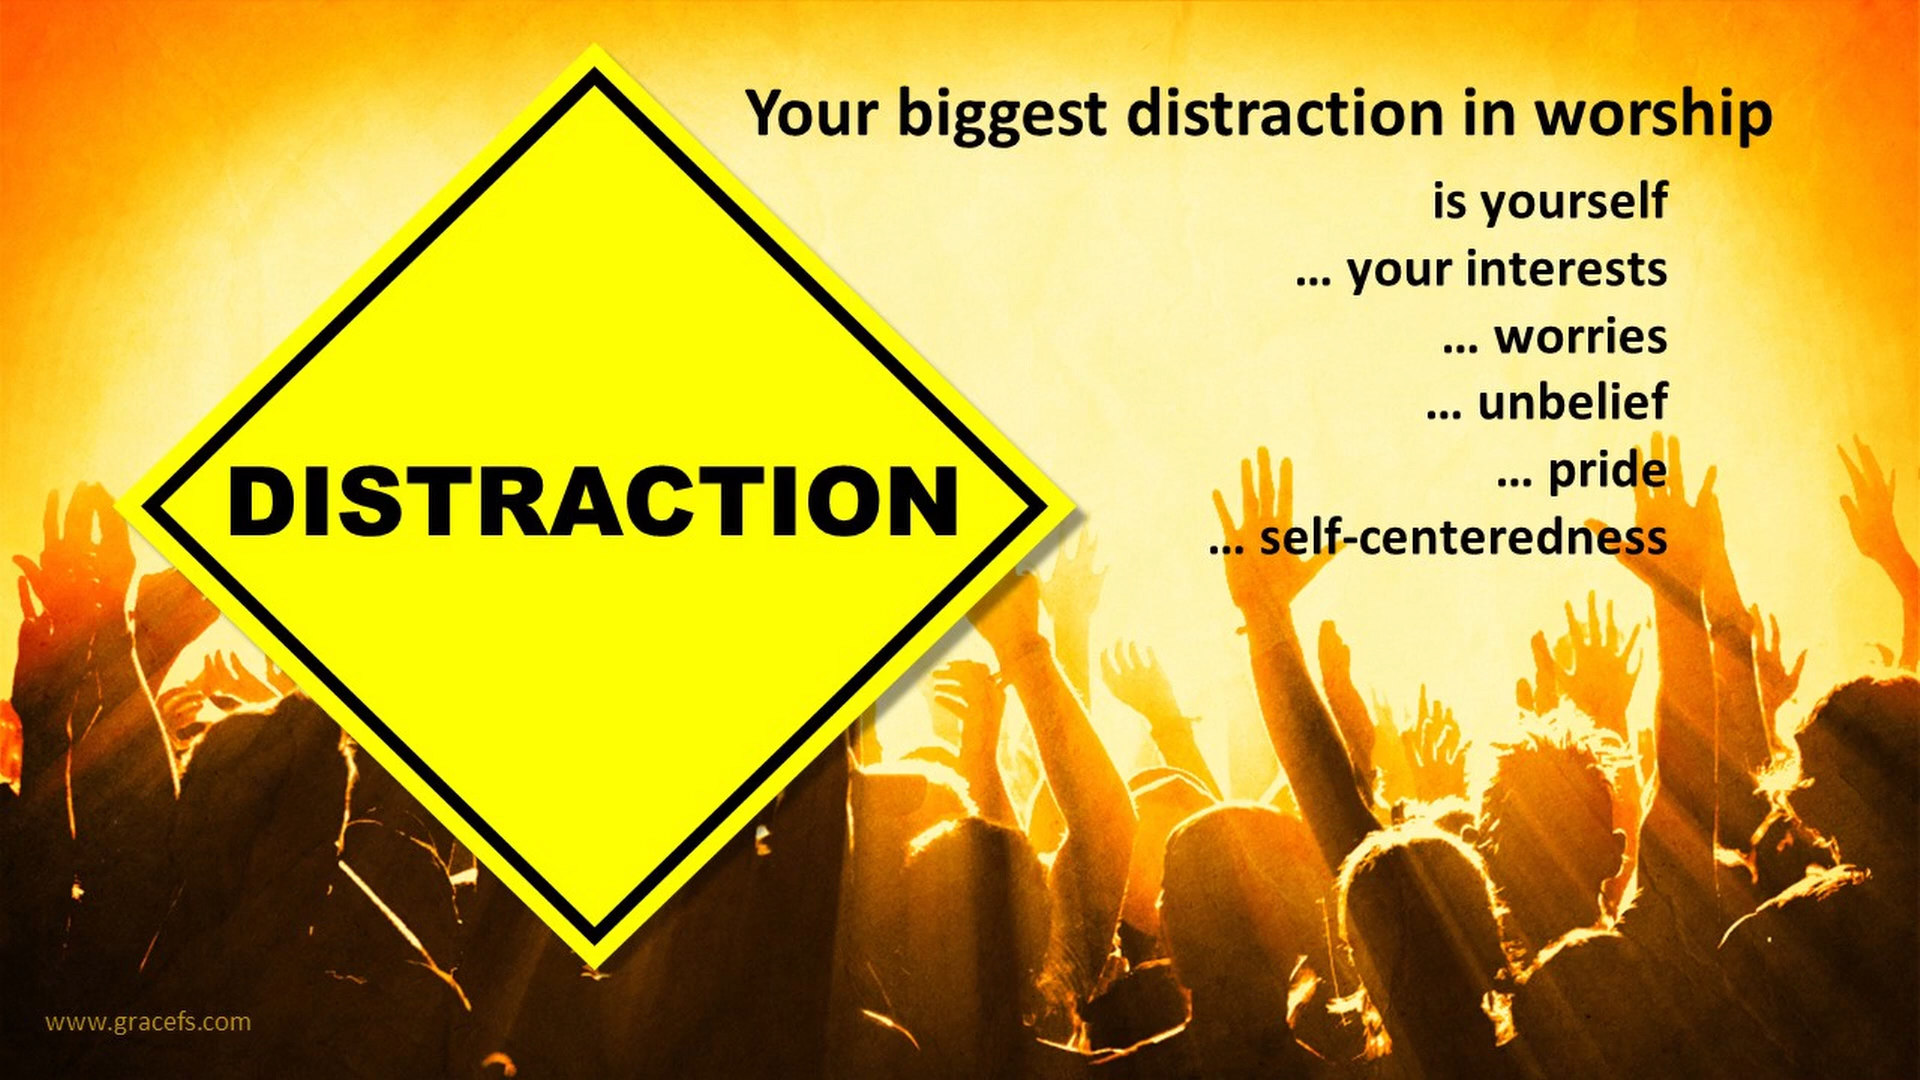 Your biggest distraction in worship
is yourself
... your interests
... worries
... unbelief
... pride
... self-centeredness
DISTRACTION
www.gracefs.com